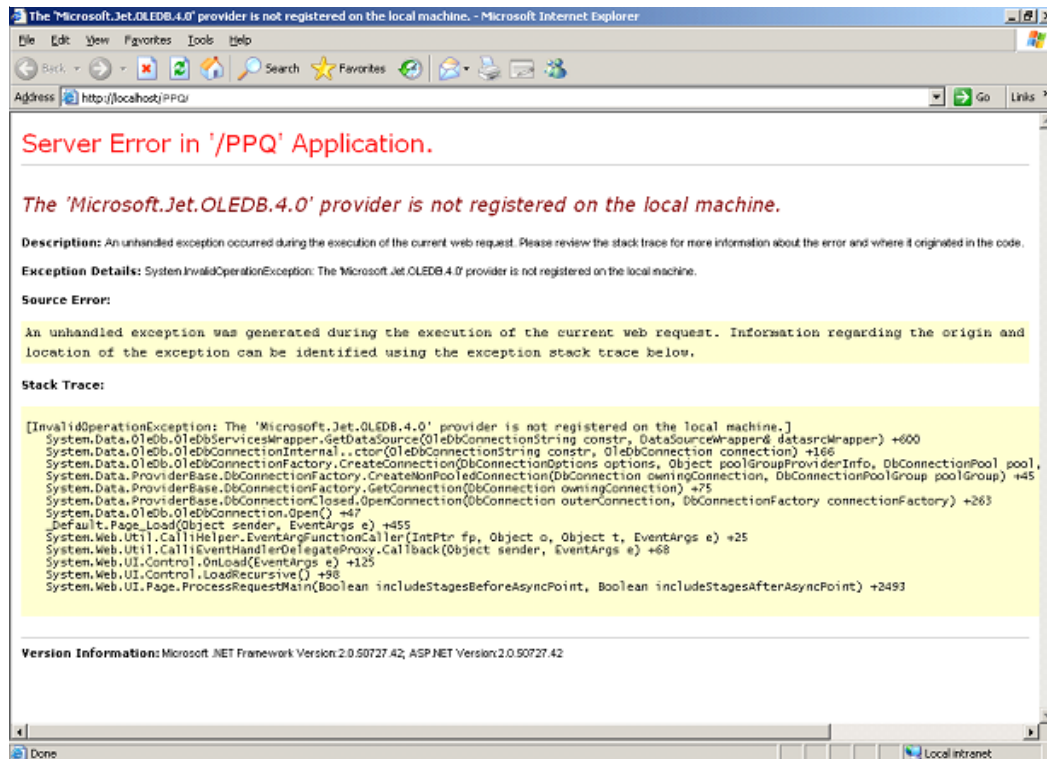 The 'Microsoft.Jet.OLEDB.4.0' provider is not registered on the local machine. - Microsoft Internet Explorer
File Edit View Favorites Tools Help
Back Search Favorites
Address http://localhost/PPQ/ Go Links
Server Error in '/PPQ' Application.
The 'Microsoft.Jet.OLEDB.4.0' provider is not registered on the local machine.
Description: An unhandled exception occurred during the execution of the current web request. Please review the stack trace for more information about the error and where it originated in the code.
Exception Details: System.InvalidOperationException: The 'Microsoft.Jet.OLEDB.4.0' provider is not registered on the local machine.
Source Error:
An unhandled exception was generated during the execution of the current web request. Information regarding the origin and
location of the exception can be identified using the exception stack trace below.
Stack Trace:
[InvalidOperationException: The 'Microsoft.Jet.OLEDB.4.0' provider is not registered on the local machine.]
System.Data.OleDb.OleDbServicesWrapper.GetDataSource(OleDbConnectionString constr, DataSourceWrapper& datasrcWrapper) +600
System.Data.OleDb.OleDbConnectionInternal..ctor(OleDbConnectionString constr, OleDbConnection connection) +166
System.Data.OleDb.OleDbConnectionFactory.CreateConnection(DbConnectionOptions options, Object poolGroupProviderInfo, DbConnectionPool pool,
System.Data.ProviderBase.DbConnectionFactory.CreateNonPooledConnection(DbConnection owningConnection, DbConnectionPoolGroup poolGroup) +45
System.Data.ProviderBase.DbConnectionFactory.GetConnection(DbConnection owningConnection) +75
System.Data.ProviderBase.DbConnectionClosed.OpenConnection(DbConnection outerConnection, DbConnectionFactory connectionFactory) +263
System.Data.OleDb.OleDbConnection.Open() +47
_Default.Page_Load(Object sender, EventArgs e) +455
System.Web.Util.CalliHelper.EventArgFunctionCaller(IntPtr fp, Object o, Object t, EventArgs e) +25
System.Web.Util.CalliEventHandlerDelegateProxy.Callback(Object sender, EventArgs e) +68
System.Web.UI.Control.OnLoad(EventArgs e) +125
System.Web.UI.Control.LoadRecursive() +98
System.Web.UI.Page.ProcessRequestMain(Boolean includeStagesBeforeAsyncPoint, Boolean includeStagesAfterAsyncPoint) +2493
Version Information: Microsoft .NET Framework Version:2.0.50727.42; ASP.NET Version:2.0.50727.42
Done Local intranet